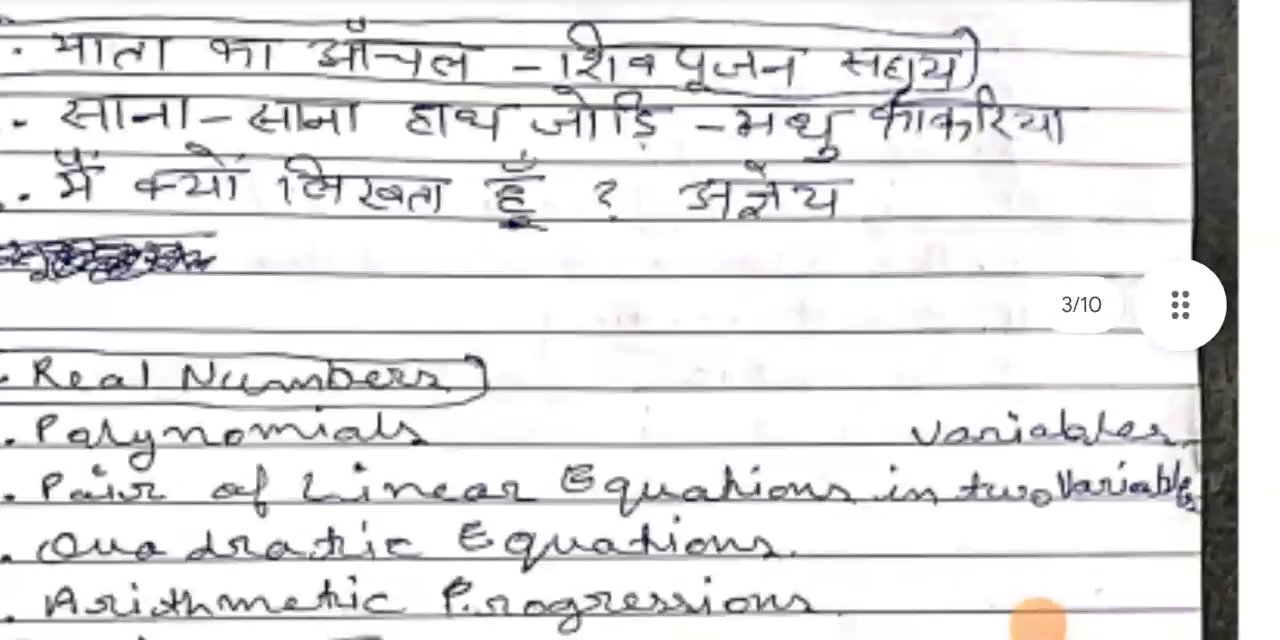 . माता का आँचल - शिव पूजन सहाय
. साना - साना हाथ जोड़ि - मधु कांकरिया
. मैं क्यों लिखता हूँ ? अज्ञेय
3/10
. Real Numbers
. Polynomials variables
. Pair of Linear Equations in two Variables
. Quadratic Equations.
. Arithmetic Progressions